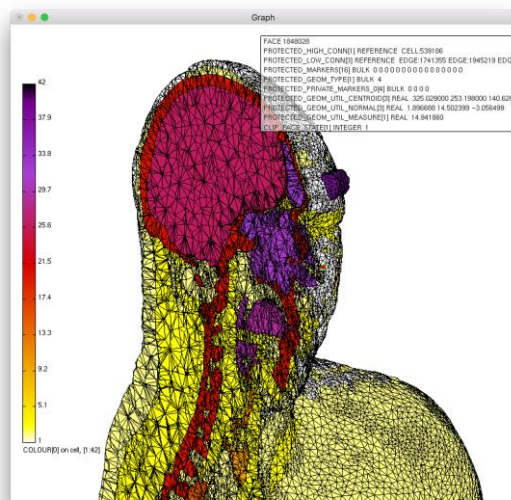 Graph
FACE 1848028
PROTECTED_HIGH_CONN[1] REFERENCE CELL:539186
PROTECTED_LOW_CONN[3] REFERENCE EDGE:1741355 EDGE:1945219 EDG
PROTECTED_MARKERS[16] BULK 0 0 0 0 0 0 0 0 0 0 0 0 0 0 0 0
PROTECTED_GEOM_TYPE[1] BULK 4
PROTECTED_PRIVATE_MARKERS_0[4] BULK 0 0 0 0
PROTECTED_GEOM_UTIL_CENTROID[3] REAL 325.029000 253.198000 140.628
PROTECTED_GEOM_UTIL_NORMAL[3] REAL 1.896688 14.502399 -3.056499
PROTECTED_GEOM_UTIL_MEASURE[1] REAL 14.941860
CLIP_FACE_STATE[1] INTEGER 1
42
37.9
33.8
29.7
25.6
21.5
17.4
13.3
9.2
5.1
1
COLOUR[0] on cell, [1:42]